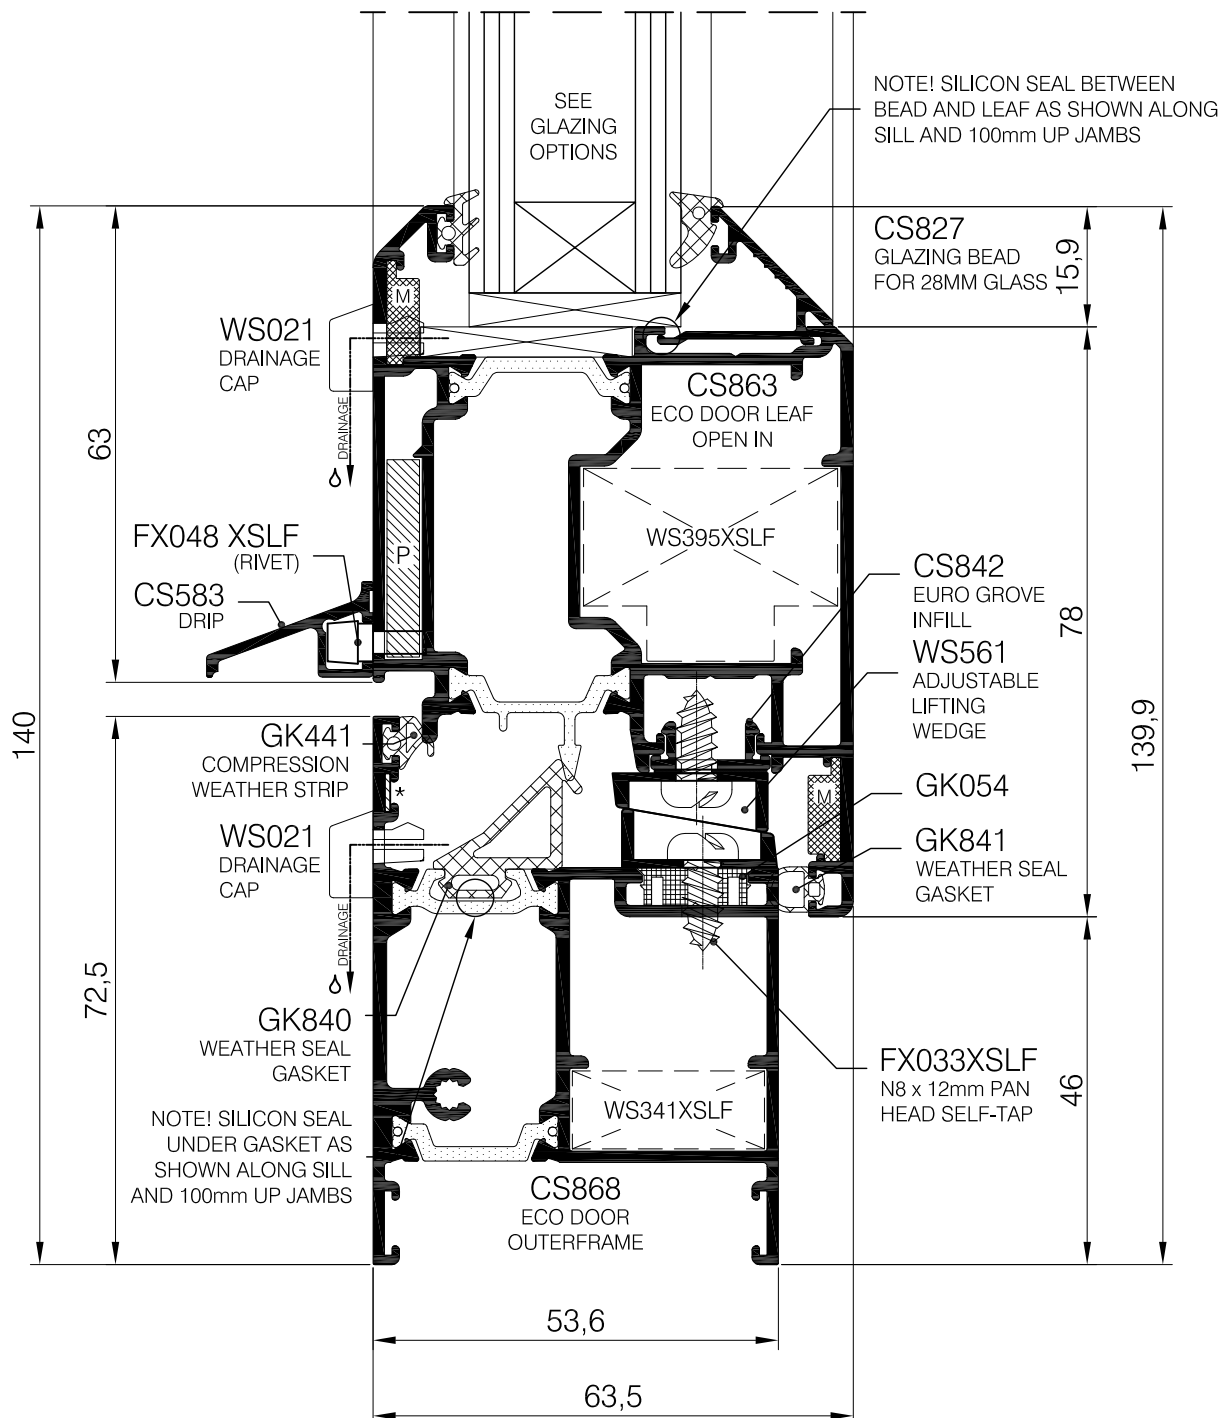 SEE
GLAZING
OPTIONS
NOTE! SILICON SEAL BETWEEN
BEAD AND LEAF AS SHOWN ALONG
SILL AND 100mm UP JAMBS
CS827
GLAZING BEAD
FOR 28MM GLASS
15,9
M
WS021
DRAINAGE
CAP
DRAINAGE
CS863
ECO DOOR LEAF
OPEN IN
63
WS395XSLF
P
FX048 XSLF
(RIVET)
CS583
DRIP
CS842
EURO GROVE
INFILL
78
WS561
ADJUSTABLE
LIFTING
WEDGE
140
139,9
GK441
COMPRESSION
WEATHER STRIP
*
M
GK054
WS021
DRAINAGE
CAP
DRAINAGE
GK841
WEATHER SEAL
GASKET
72,5
GK840
WEATHER SEAL
GASKET
FX033XSLF
N8 x 12mm PAN
HEAD SELF-TAP
46
WS341XSLF
NOTE! SILICON SEAL
UNDER GASKET AS
SHOWN ALONG SILL
AND 100mm UP JAMBS
CS868
ECO DOOR
OUTERFRAME
53,6
63,5